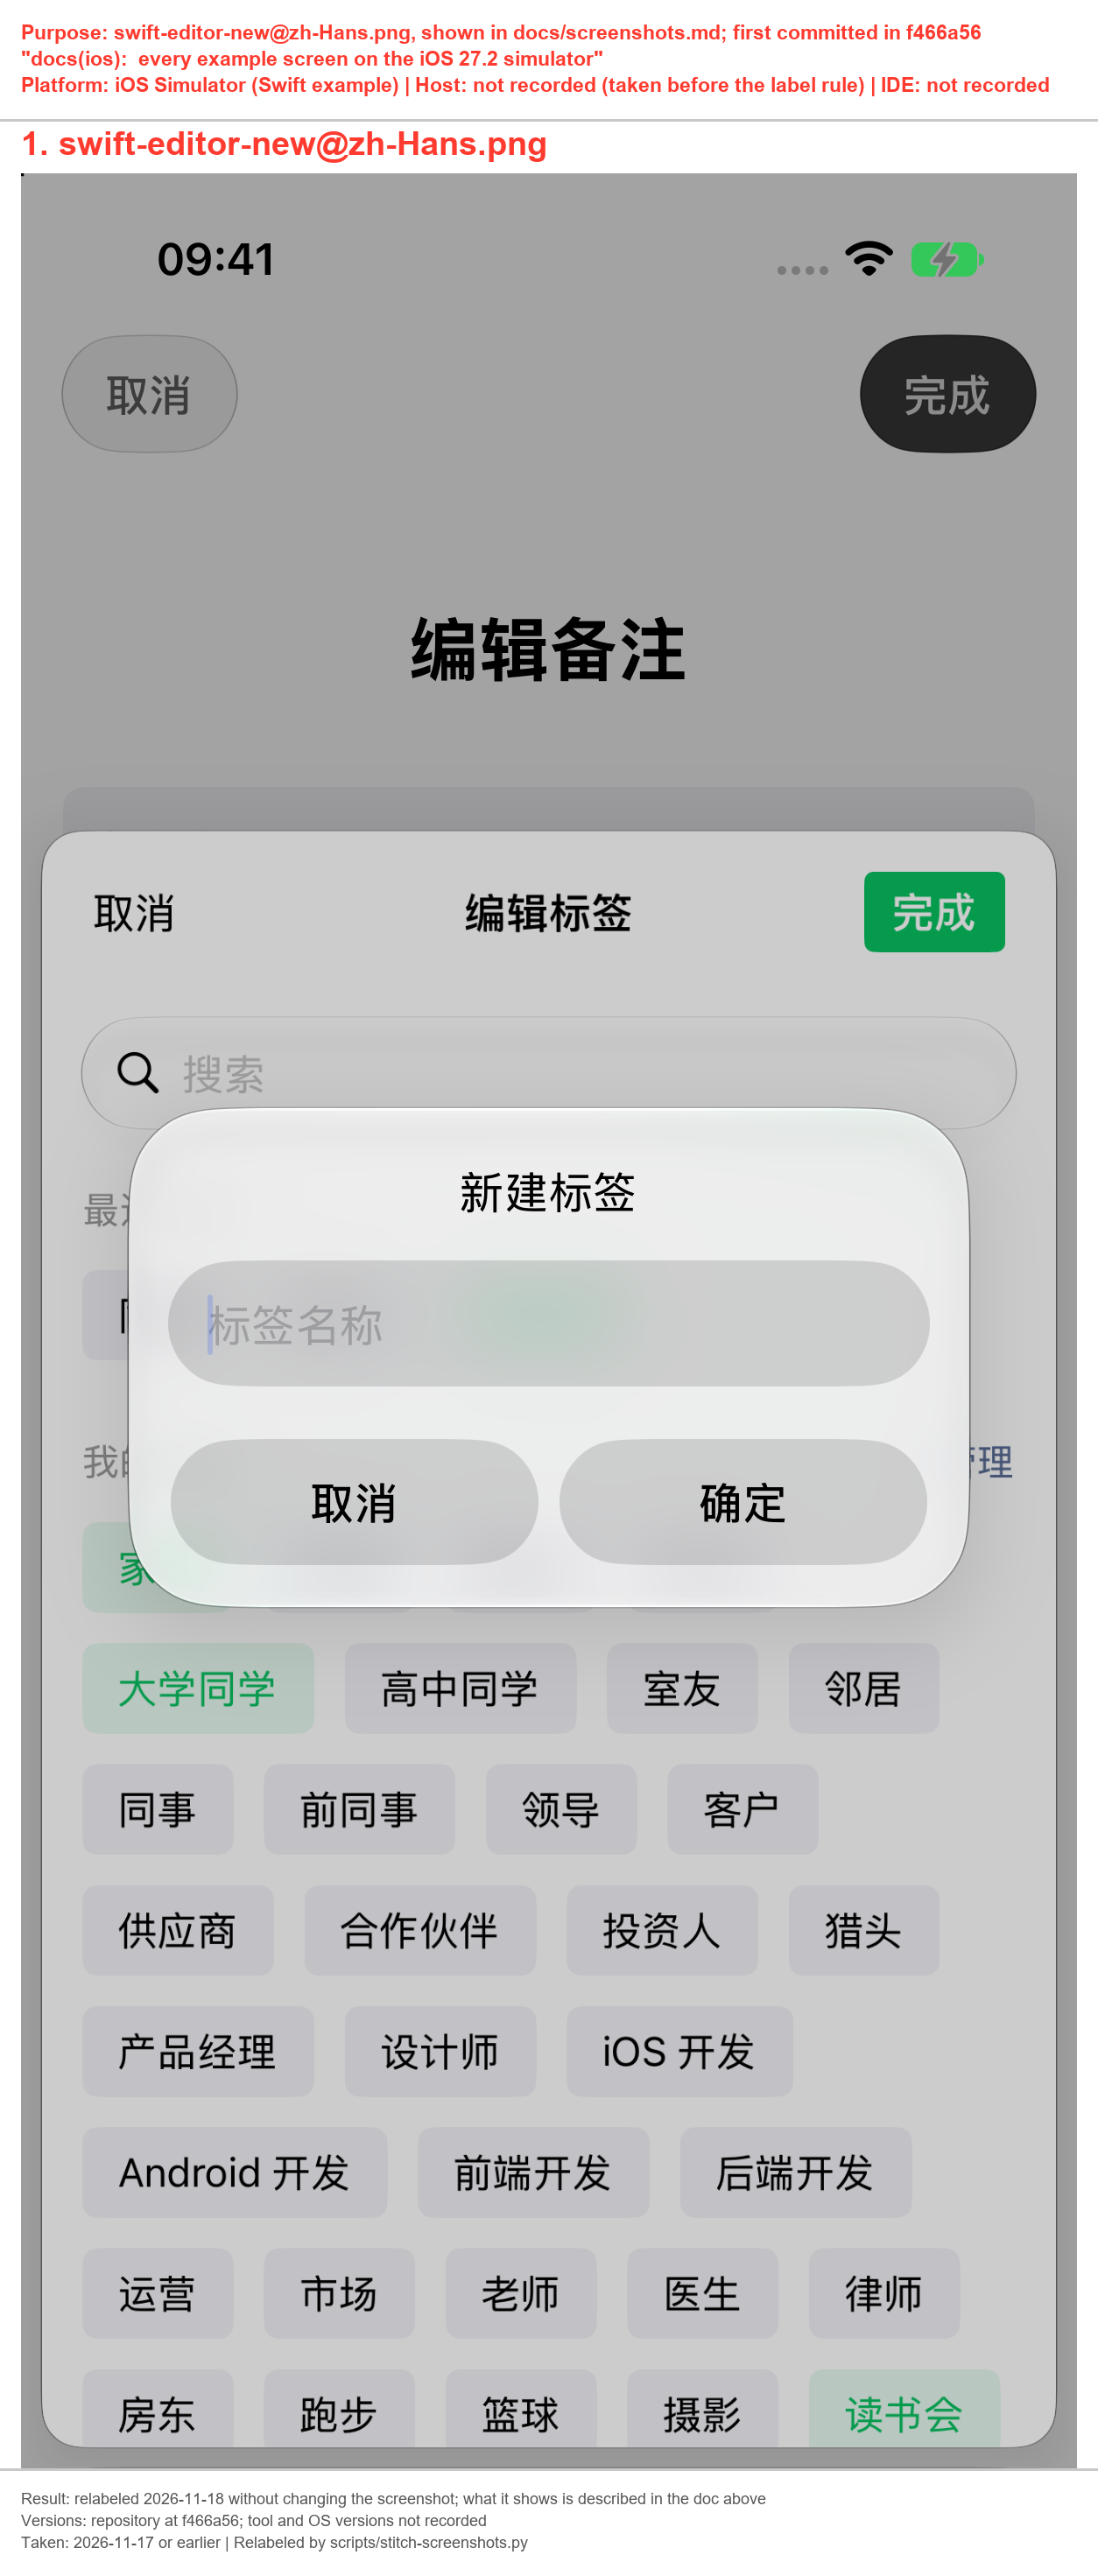 Purpose: swift-editor-new@zh-Hans.png, shown in docs/screenshots.md; first committed in f466a56
"docs(ios):  every example screen on the iOS 27.2 simulator"
Platform: iOS Simulator (Swift example) | Host: not recorded (taken before the label rule) | IDE: not recorded
1. swift-editor-new@zh-Hans.png
09:41
取消 完成
编辑备注
取消 编辑标签 完成
搜索
新建标签
最
标签名称
我 理
取消 确定
家
大学同学 高中同学 室友 邻居
同事 前同事 领导 客户
供应商 合作伙伴 投资人 猎头
产品经理 设计师 iOS 开发
Android 开发 前端开发 后端开发
运营 市场 老师 医生 律师
房东 跑步 篮球 摄影 读书会
Result: relabeled 2026-11-18 without changing the screenshot; what it shows is described in the doc above
Versions: repository at f466a56; tool and OS versions not recorded
Taken: 2026-11-17 or earlier | Relabeled by scripts/stitch-screenshots.py